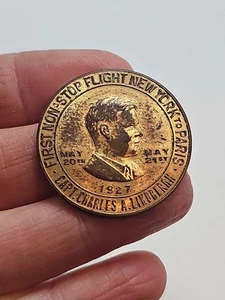 · FIRST NON-STOP FLIGHT NEW YORK TO PARIS ·
MAY 20TH
MAY 21ST
1927
CAPT. CHARLES A. LINDBERGH